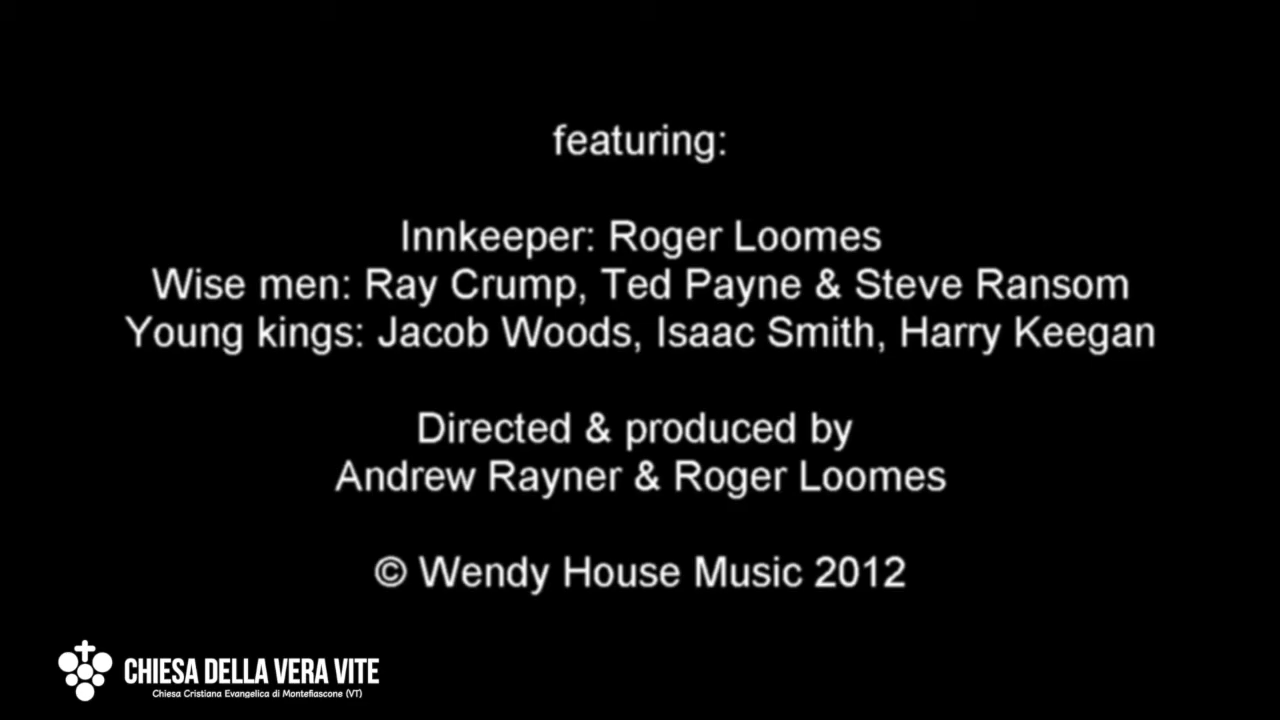 featuring:
Innkeeper: Roger Loomes
Wise men: Ray Crump, Ted Payne & Steve Ransom
Young kings: Jacob Woods, Isaac Smith, Harry Keegan
Directed & produced by
Andrew Rayner & Roger Loomes
© Wendy House Music 2012
CHIESA DELLA VERA VITE
Chiesa Cristiana Evangelica di Montefiascone (VT)